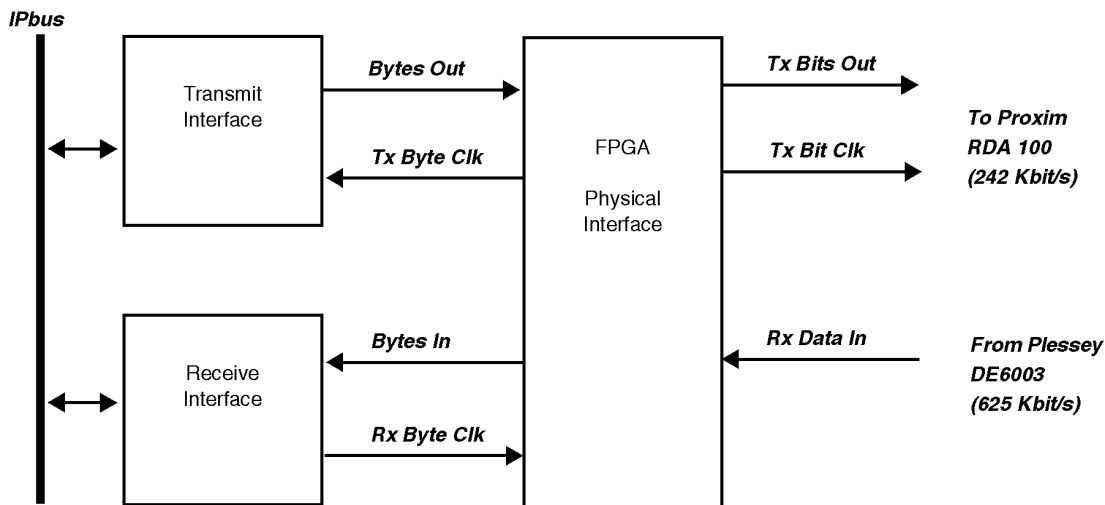 IPbus
Transmit
Interface
Bytes Out
Tx Byte Clk
FPGA
Physical
Interface
Tx Bits Out
Tx Bit Clk
To Proxim
RDA 100
(242 Kbit/s)
Receive
Interface
Bytes In
Rx Byte Clk
Rx Data In
From Plessey
DE6003
(625 Kbit/s)